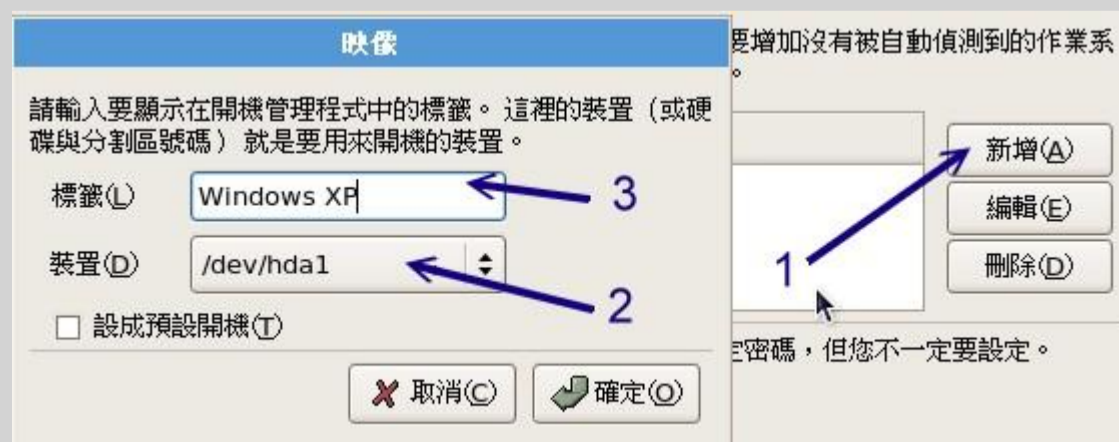 映像
請輸入要顯示在開機管理程式中的標籤。 這裡的裝置（或硬
碟與分割區號碼）就是要用來開機的裝置。
標籤(L)
Windows XP
3
裝置(D)
/dev/hda1
2
設成預設開機(T)
取消(C)
確定(O)
要增加沒有被自動偵測到的作業系
。
新增(A)
編輯(E)
1
刪除(D)
定密碼，但您不一定要設定。